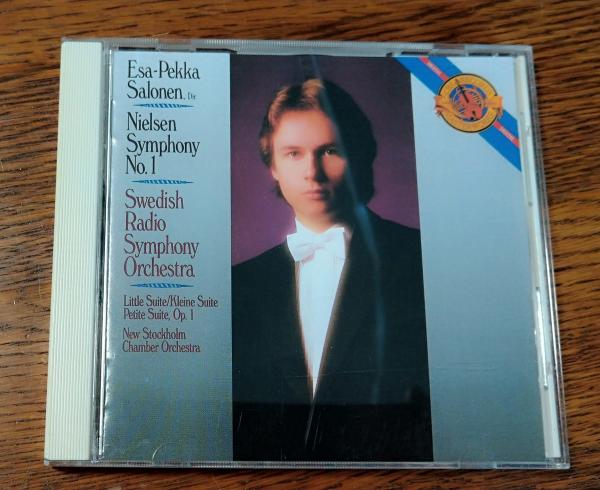 Esa-Pekka
Salonen, Dir.
Nielsen
Symphony
No. 1
Swedish
Radio
Symphony
Orchestra
Little Suite/Kleine Suite
Petite Suite, Op. 1
New Stockholm
Chamber Orchestra